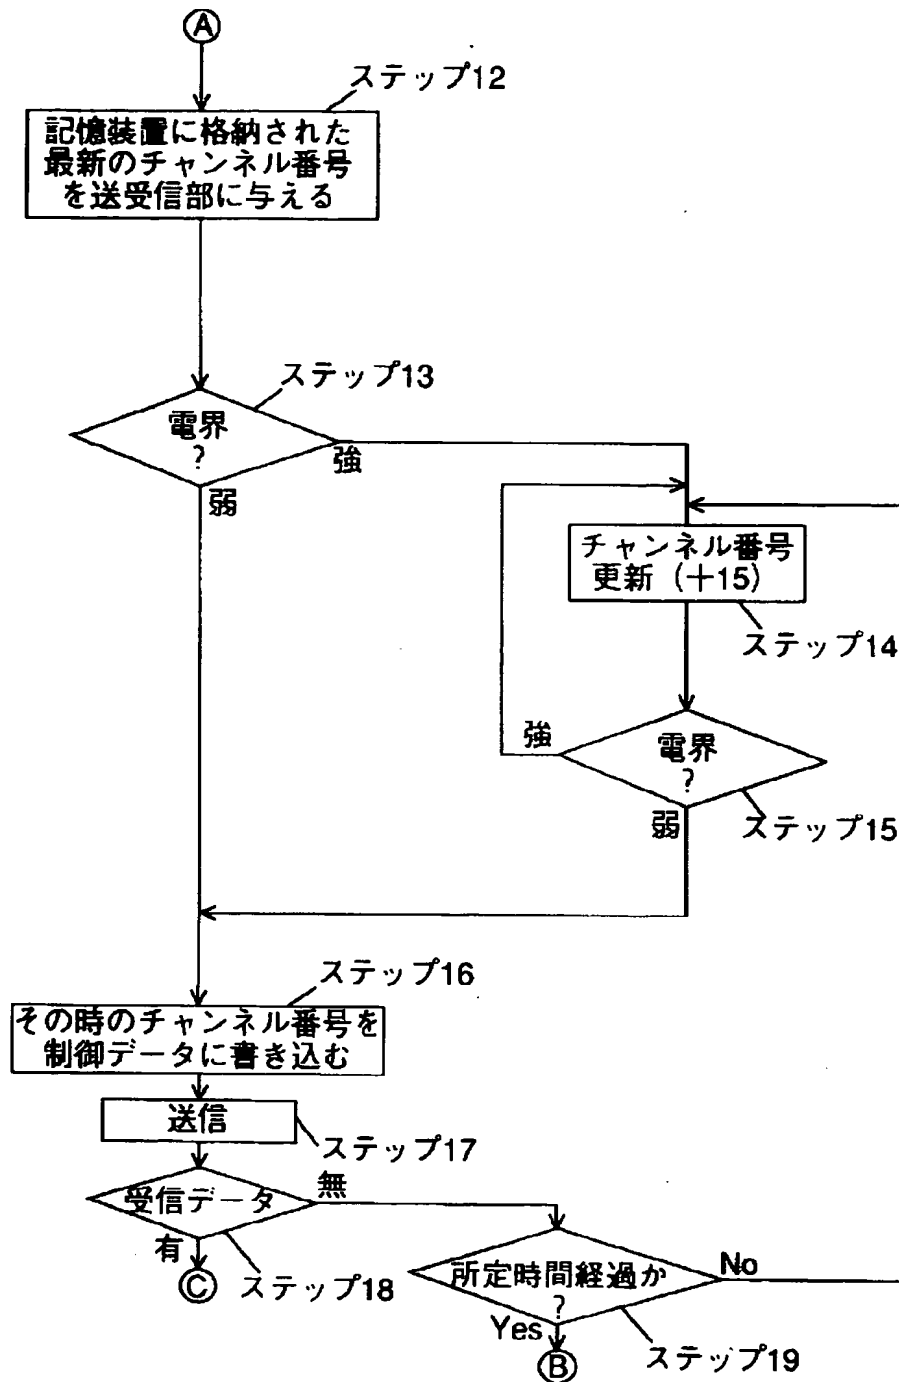 A
ステップ12
記憶装置に格納された
最新のチャンネル番号
を送受信部に与える
ステップ13
電界
?
強
弱
チャンネル番号
更新(+15)
ステップ14
強
電界
?
弱
ステップ15
ステップ16
その時のチャンネル番号を
制御データに書き込む
送信
ステップ17
受信データ
無
有
C
ステップ18
所定時間経過か
?
No
Yes
ステップ19
B